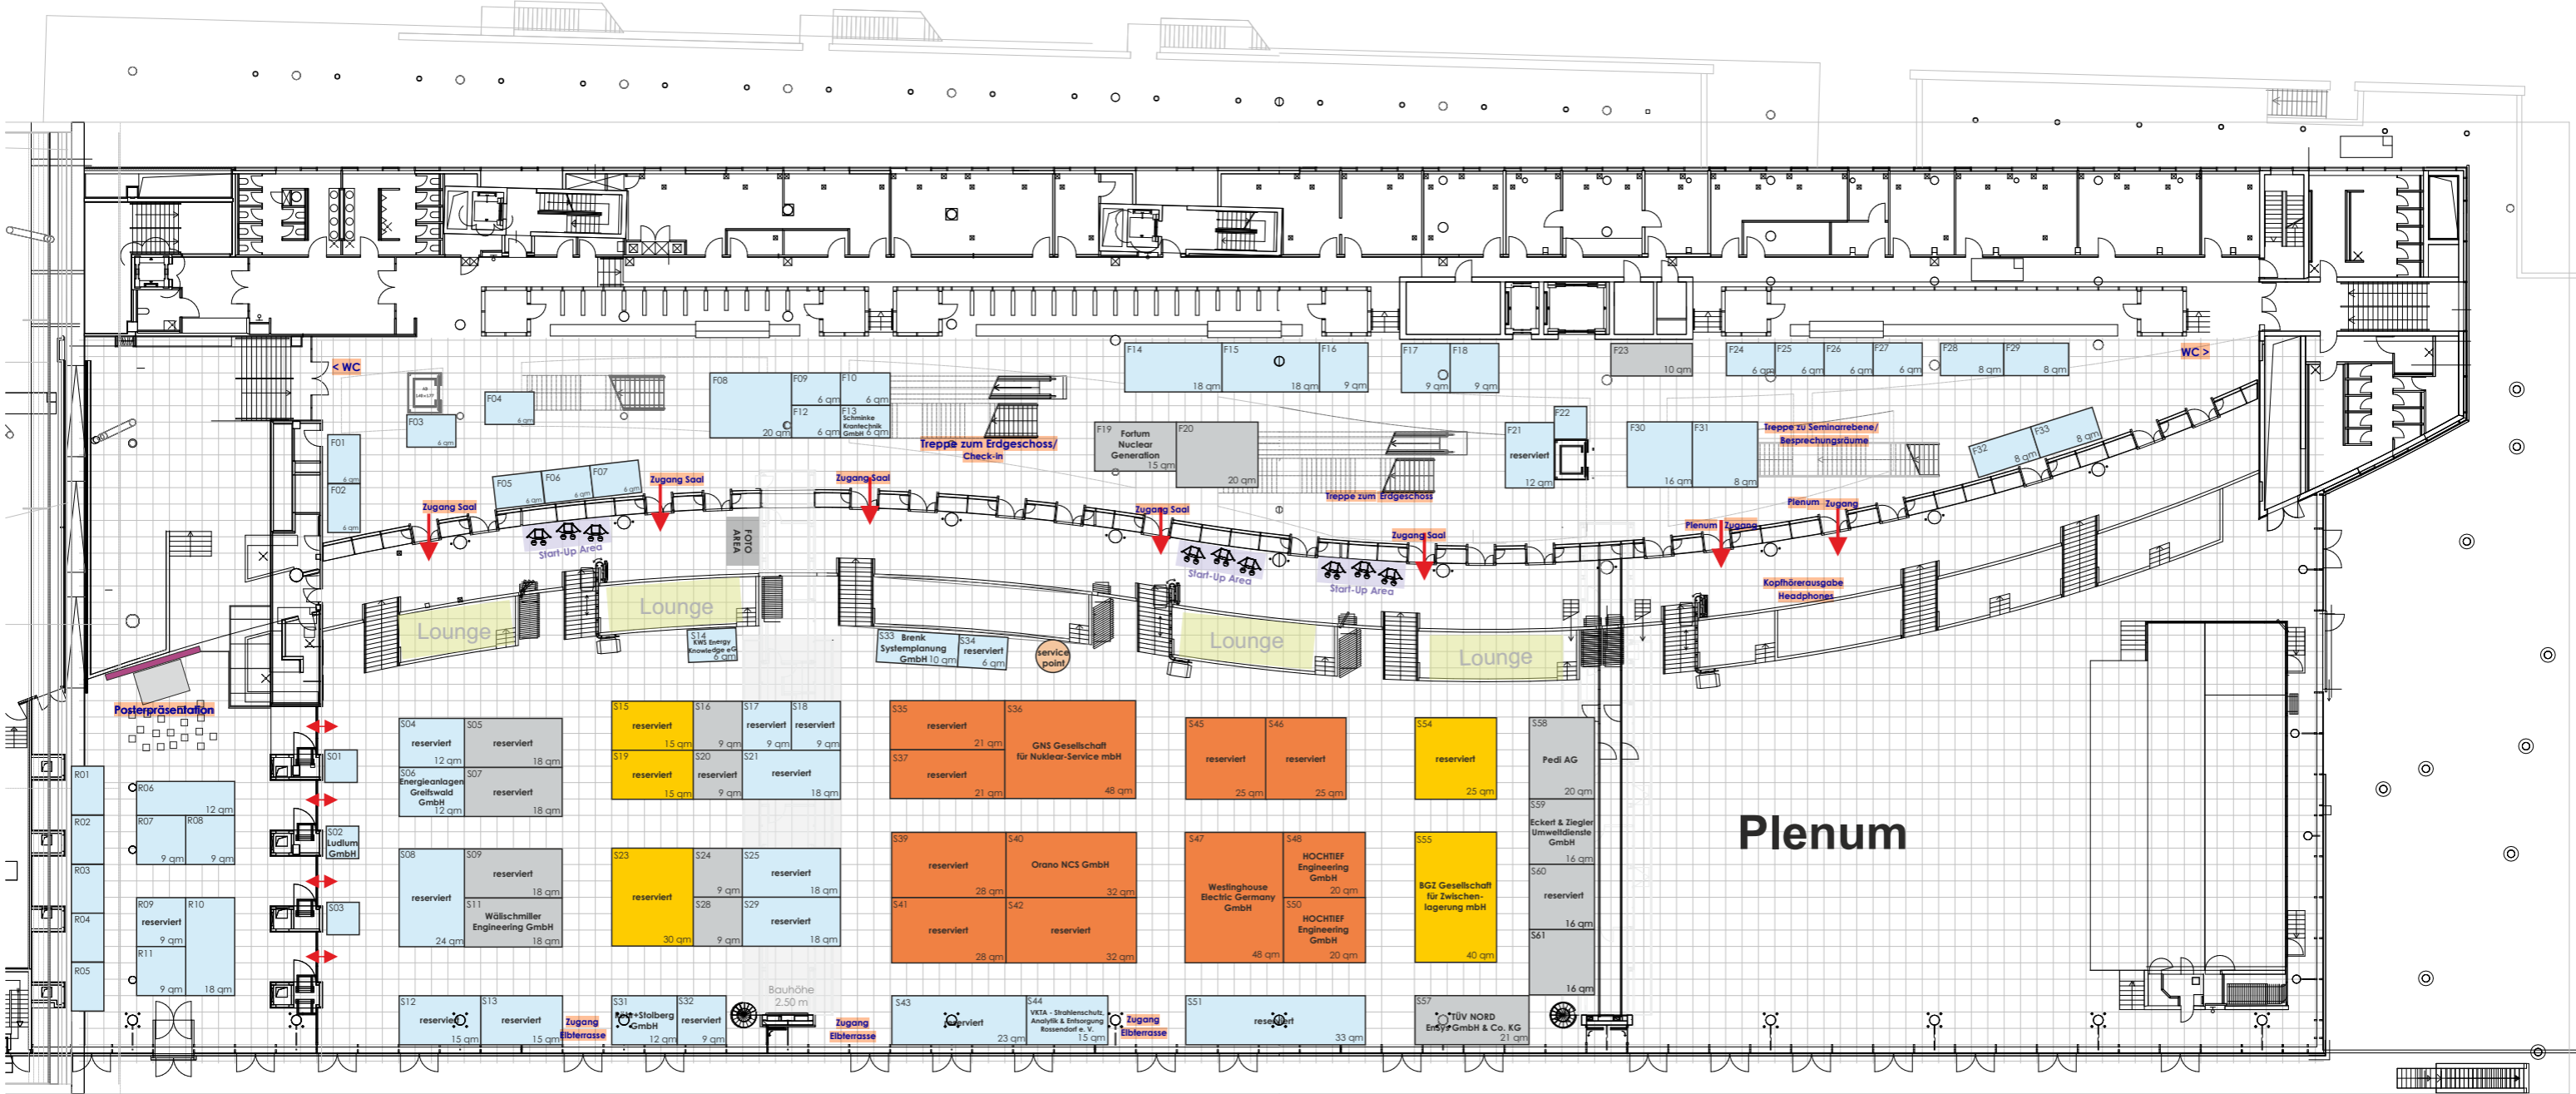 < WC
WC >
F01
6 qm
F02
6 qm
F03
6 qm
F04
6 qm
F05
6 qm
F06
6 qm
F07
6 qm
F08
20 qm
F09
6 qm
F10
6 qm
F12
6 qm
F13
Schminke
Krantechnik
GmbH 6 qm
F14
18 qm
F15
18 qm
F16
9 qm
F17
9 qm
F18
9 qm
F19
Fortum
Nuclear
Generation
15 qm
F20
20 qm
F21
reserviert
12 qm
F22
F23
10 qm
F24
6 qm
F25
6 qm
F26
6 qm
F27
6 qm
F28
8 qm
F29
8 qm
F30
16 qm
F31
8 qm
F32
8 qm
F33
8 qm
Treppe zum Erdgeschoss/
Check-in
Treppe zum Erdgeschoss
Treppe zu Seminarrebene/
Besprechungsräume
Zugang Saal
Zugang Saal
Zugang Saal
Zugang Saal
Zugang Saal
Plenum Zugang
Plenum Zugang
FOTO
AREA
Start-Up Area
Start-Up Area
Start-Up Area
Kopfhörerausgabe
Headphones
Lounge
Lounge
Lounge
Lounge
S14
KWS Energy
Knowledge eG
6 qm
S33 Brenk
Systemplanung
GmbH 10 qm
S34
reserviert
6 qm
service
point
Posterpräsentation
R01
R02
R03
R04
R05
R06
12 qm
R07
9 qm
R08
9 qm
R09
reserviert
9 qm
R10
18 qm
R11
9 qm
S01
S02
Ludlum
GmbH
S03
S04
reserviert
12 qm
S05
reserviert
18 qm
S06
Energieanlagen
Greifswald
GmbH
12 qm
S07
reserviert
18 qm
S08
reserviert
24 qm
S09
reserviert
18 qm
S11
Wälischmiller
Engineering GmbH
18 qm
S12
reserviert
15 qm
S13
reserviert
15 qm
Zugang
Elbterrasse
S15
reserviert
15 qm
S16
9 qm
S17
reserviert
9 qm
S18
reserviert
9 qm
S19
reserviert
15 qm
S20
reserviert
9 qm
S21
reserviert
18 qm
S23
reserviert
30 qm
S24
9 qm
S25
reserviert
18 qm
S28
9 qm
S29
reserviert
18 qm
S31
+Stolberg
GmbH
12 qm
S32
reserviert
9 qm
Bauhöhe
2.50 m
Zugang
Elbterrasse
S35
reserviert
21 qm
S36
GNS Gesellschaft
für Nuklear-Service mbH
48 qm
S37
reserviert
21 qm
S39
reserviert
28 qm
S40
Orano NCS GmbH
32 qm
S41
reserviert
28 qm
S42
reserviert
32 qm
S43
reserviert
23 qm
S44
VKTA - Strahlenschutz,
Analytik & Entsorgung
Rossendorf e. V.
15 qm
Zugang
Elbterrasse
S45
reserviert
25 qm
S46
reserviert
25 qm
S47
Westinghouse
Electric Germany
GmbH
48 qm
S48
HOCHTIEF
Engineering
GmbH
20 qm
S50
HOCHTIEF
Engineering
GmbH
20 qm
S51
reserviert
33 qm
S54
reserviert
25 qm
S55
BGZ Gesellschaft
für Zwischen-
lagerung mbH
40 qm
S57
TÜV NORD
EnSys GmbH & Co. KG
21 qm
S58
Pedi AG
20 qm
S59
Eckert & Ziegler
Umweltdienste
GmbH
16 qm
S60
reserviert
16 qm
S61
16 qm
Plenum